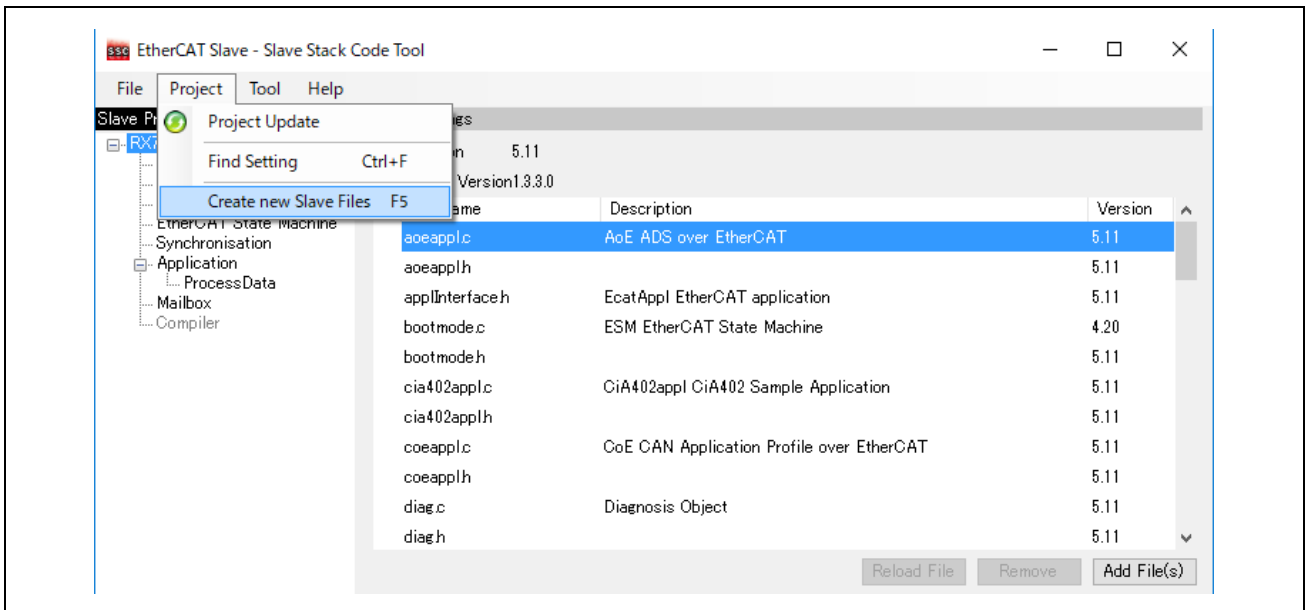 ssc EtherCAT Slave - Slave Stack Code Tool
File Project Tool Help
Slave Pr
Project Update
Find Setting Ctrl+F
Create new Slave Files F5
RX7
EtherCAT State Machine
Synchronisation
Application
ProcessData
Mailbox
Compiler
5.11
Version1.3.3.0
Description Version
aoeappl.c AoE ADS over EtherCAT 5.11
aoeappl.h 5.11
applInterface.h EcatAppl EtherCAT application 5.11
bootmode.c ESM EtherCAT State Machine 4.20
bootmode.h 5.11
cia402appl.c CiA402appl CiA402 Sample Application 5.11
cia402appl.h 5.11
coeappl.c CoE CAN Application Profile over EtherCAT 5.11
coeappl.h 5.11
diag.c Diagnosis Object 5.11
diag.h 5.11
Reload File Remove Add File(s)